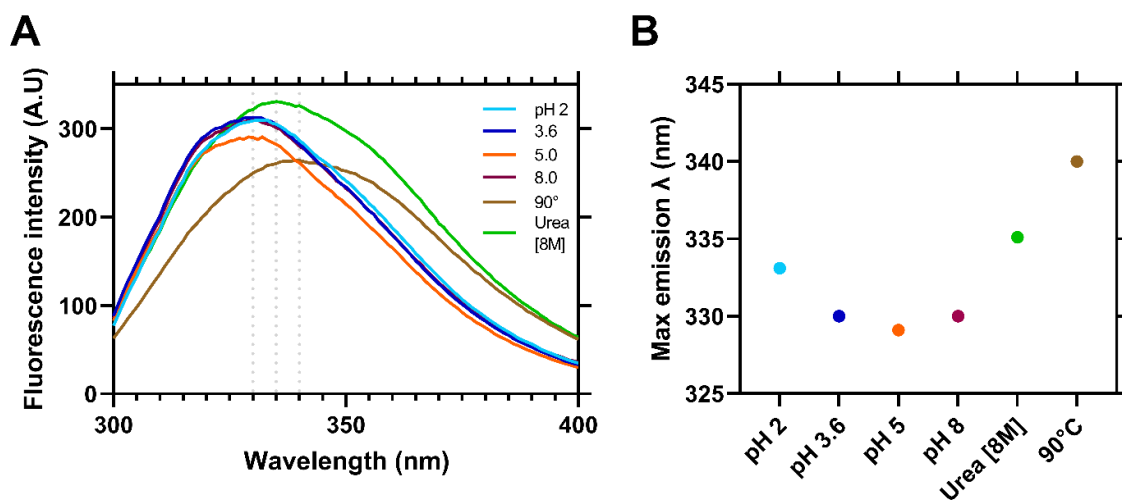 A
Fluorescence intensity (A.U)
300
200
100
0
300
350
400
Wavelength (nm)
pH 2
3.6
5.0
8.0
90°
Urea
[8M]
B
Max emission λ (nm)
345
340
335
330
325
pH 2
pH 3.6
pH 5
pH 8
Urea [8M]
90°C